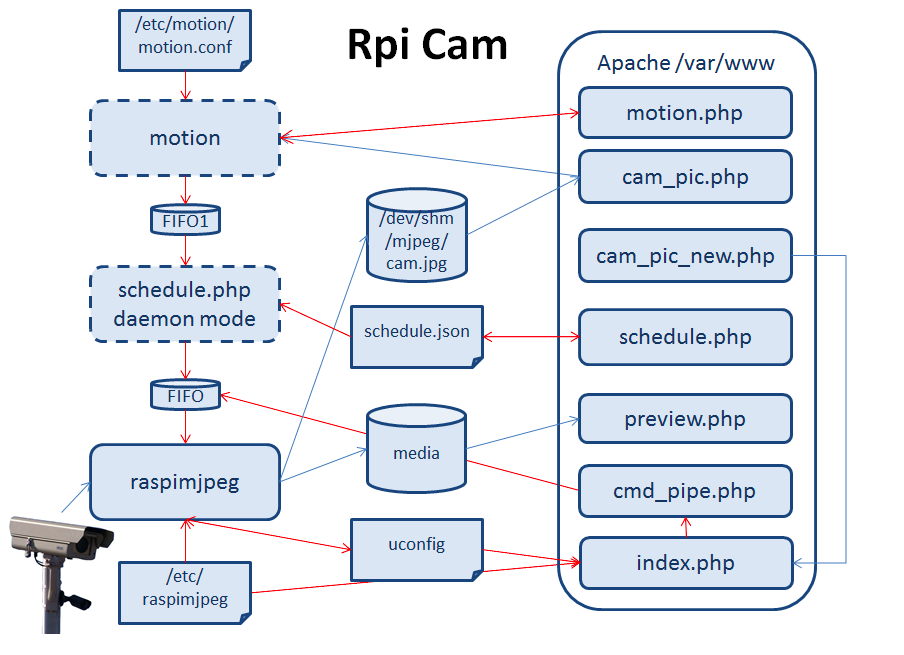 Rpi Cam
/etc/motion/
motion.conf
motion
FIFO1
schedule.php
daemon mode
FIFO
raspimjpeg
/etc/
raspimjpeg
/dev/shm
/mjpeg/
cam.jpg
schedule.json
media
uconfig
Apache /var/www
motion.php
cam_pic.php
cam_pic_new.php
schedule.php
preview.php
cmd_pipe.php
index.php